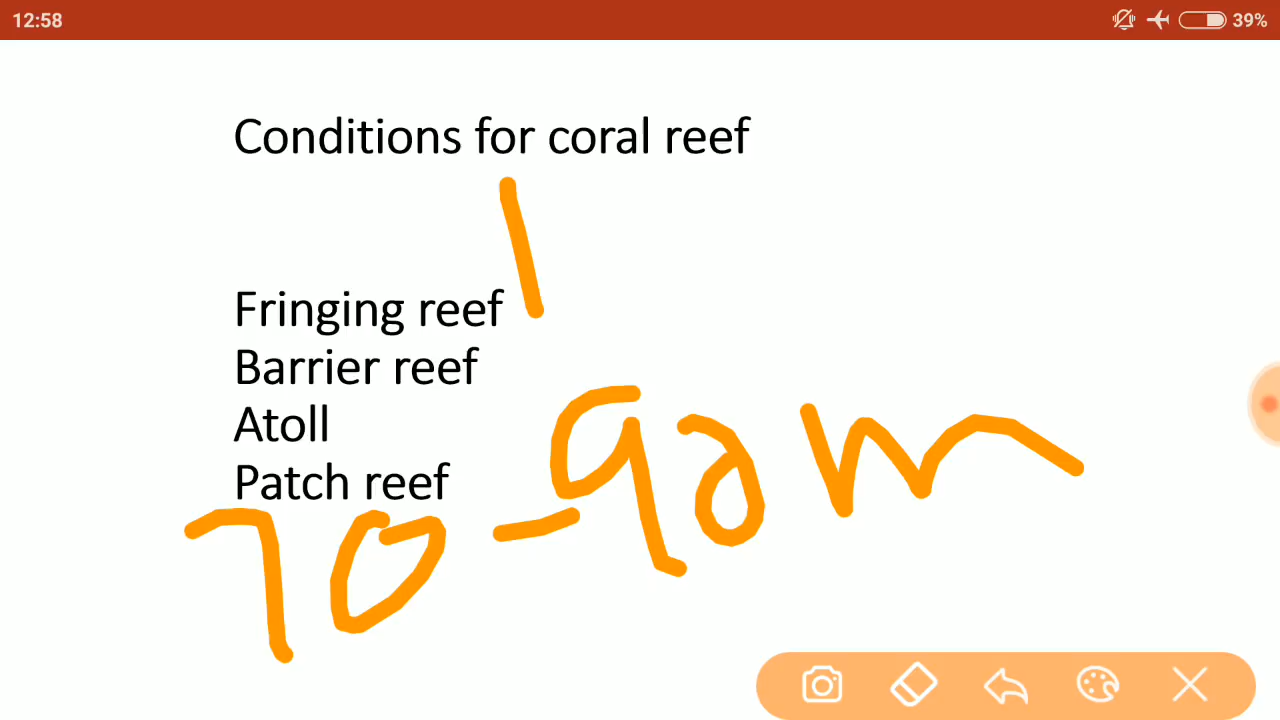 12:58
39%
Conditions for coral reef
Fringing reef
Barrier reef
Atoll
Patch reef
70-90m